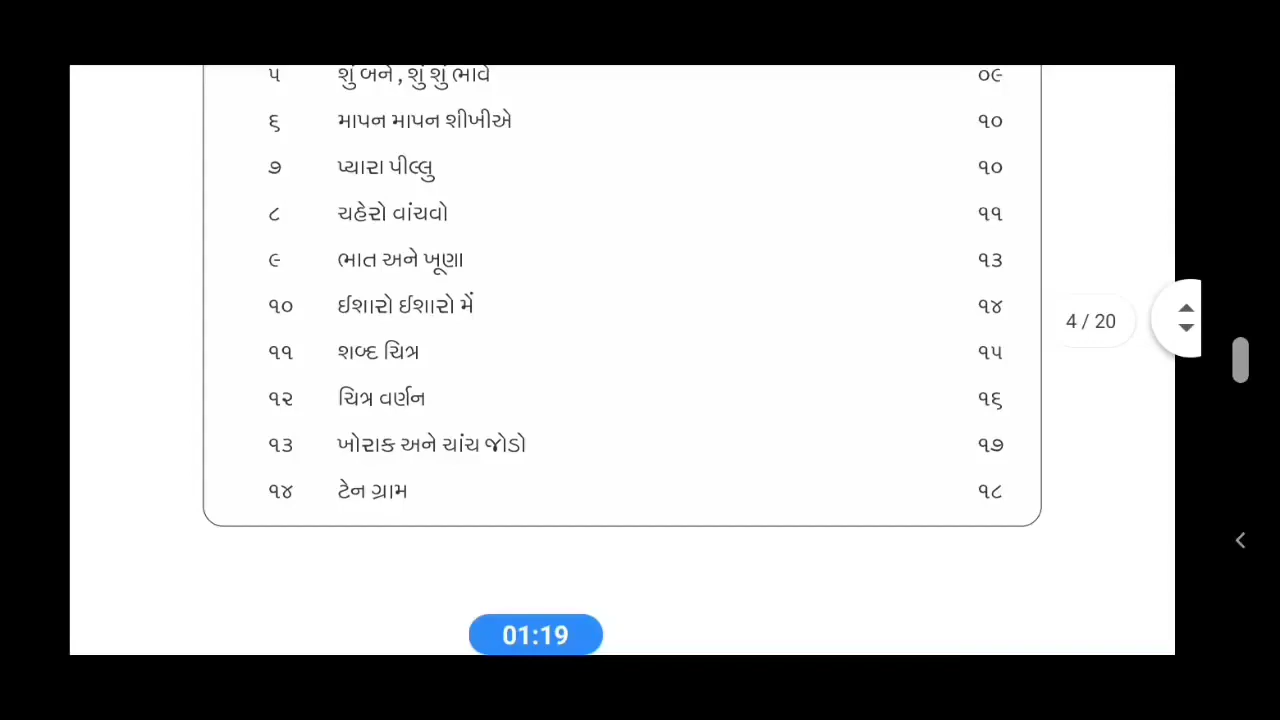 ૫ શું બને , શું શું ભાવે ૦૯
૬ માપન માપન શીખીએ ૧૦
૭ પ્યારા પીલ્લુ ૧૦
૮ ચહેરો વાંચવો ૧૧
૯ ભાત અને ખૂણા ૧૩
૧૦ ઈશારો ઈશારો મેં ૧૪
4 / 20
૧૧ શબ્દ ચિત્ર ૧૫
૧૨ ચિત્ર વર્ણન ૧૬
૧૩ ખોરાક અને ચાંચ જોડો ૧૭
૧૪ ટેન ગ્રામ ૧૮
01:19